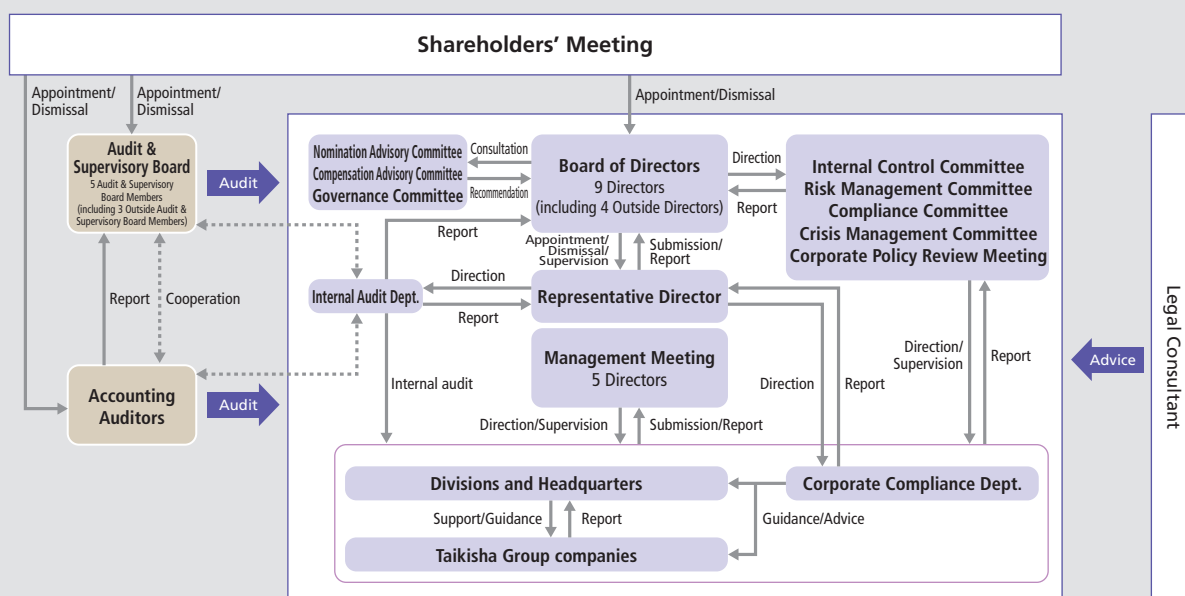 Shareholders’ Meeting
Appointment/
Dismissal
Appointment/
Dismissal
Appointment/Dismissal
Audit &
Supervisory Board
5 Audit & Supervisory
Board Members
(including 3 Outside Audit &
Supervisory Board Members)
Audit
Nomination Advisory Committee
Compensation Advisory Committee
Governance Committee
Consultation
Recommendation
Board of Directors
9 Directors
(including 4 Outside Directors)
Direction
Report
Internal Control Committee
Risk Management Committee
Compliance Committee
Crisis Management Committee
Corporate Policy Review Meeting
Report
Appointment/
Dismissal/
Supervision
Submission/
Report
Report
Cooperation
Internal Audit Dept.
Direction
Report
Representative Director
Management Meeting
5 Directors
Direction
Report
Direction/
Supervision
Report
Advice
Legal Consultant
Accounting
Auditors
Audit
Internal audit
Direction/Supervision
Submission/Report
Divisions and Headquarters
Corporate Compliance Dept.
Support/Guidance
Report
Guidance/Advice
Taikisha Group companies